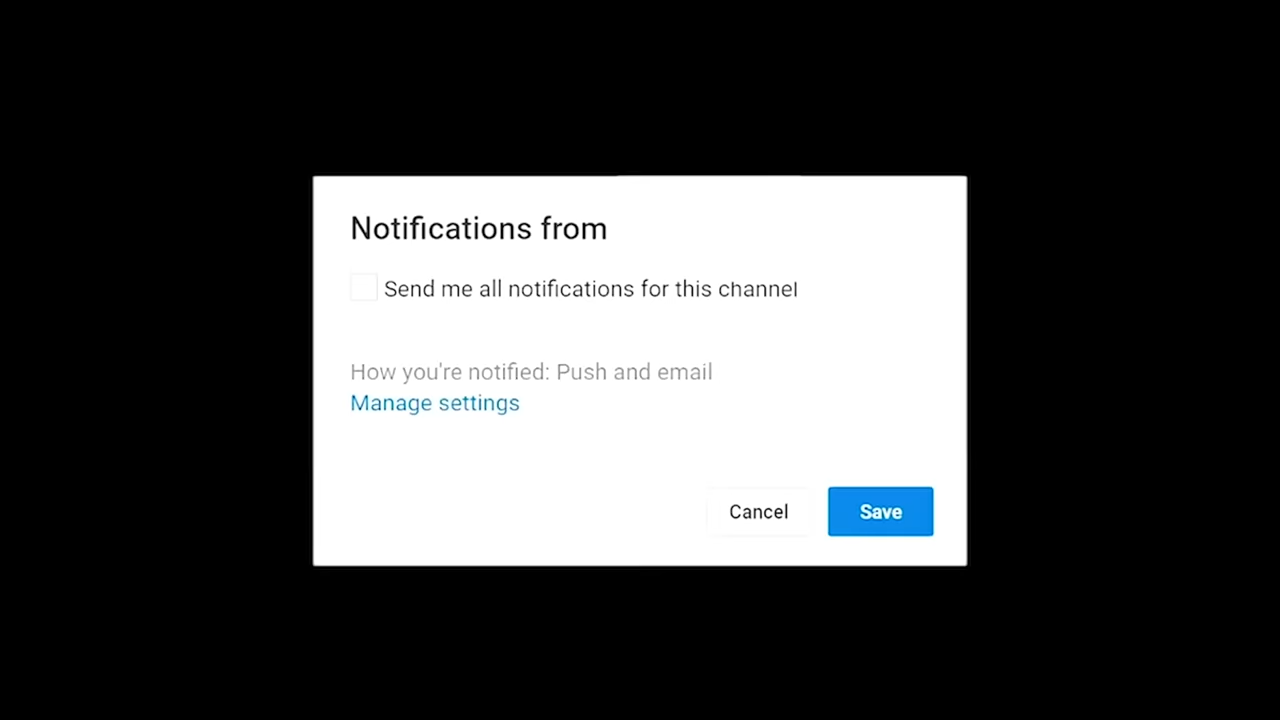 Notifications from
Send me all notifications for this channel
How you're notified: Push and email
Manage settings
Cancel
Save